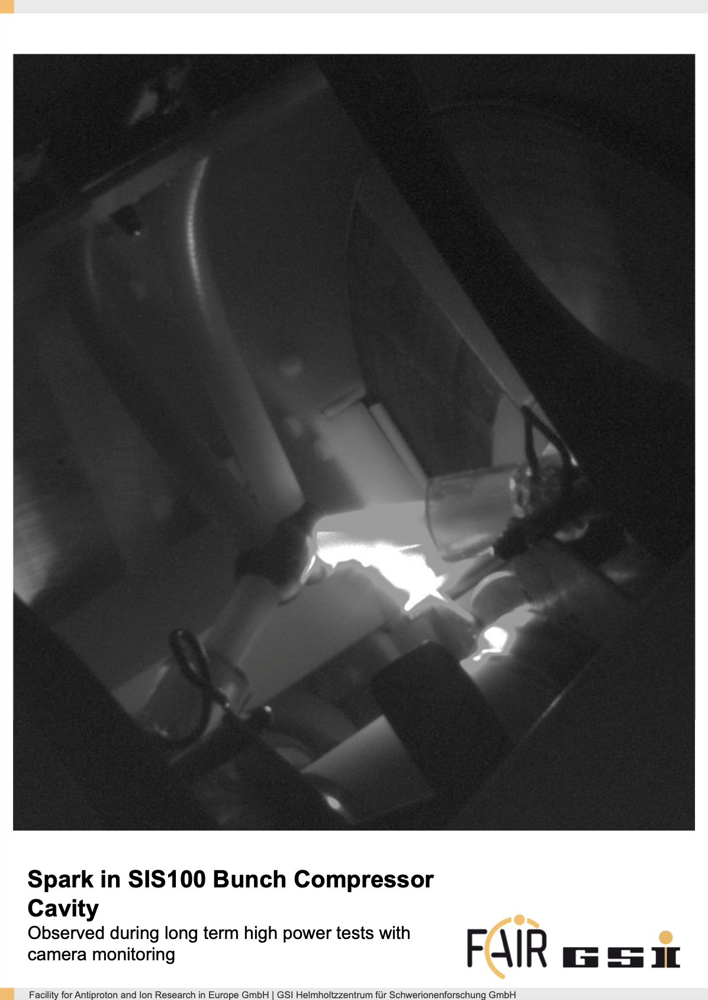 Spark in SIS100 Bunch Compressor
Cavity
Observed during long term high power tests with
camera monitoring
FAIR GSI
Facility for Antiproton and Ion Research in Europe GmbH | GSI Helmholtzzentrum für Schwerionenforschung GmbH